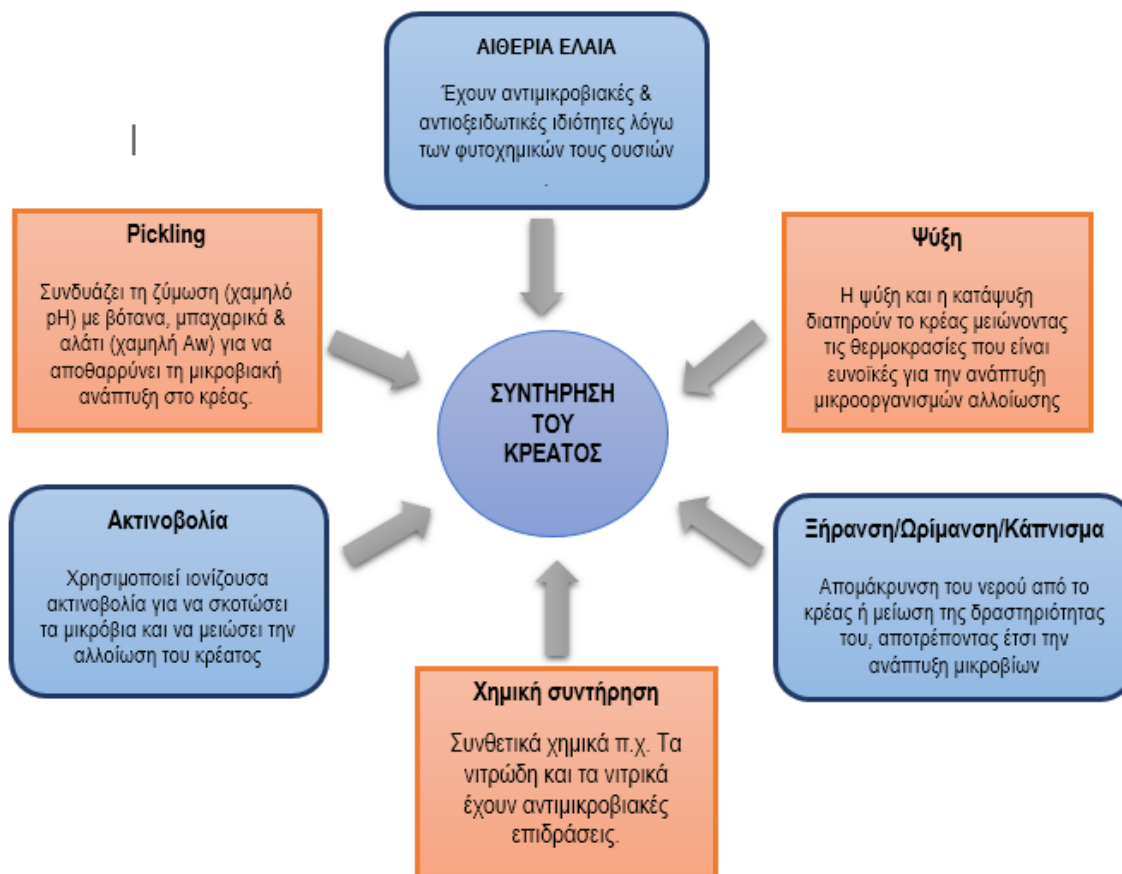 ΑΙΘΕΡΙΑ ΕΛΑΙΑ
Έχουν αντιμικροβιακές &
αντιοξειδωτικές ιδιότητες λόγω
των φυτοχημικών τους ουσιών
.
Pickling
Συνδυάζει τη ζύμωση (χαμηλό
pH) με βότανα, μπαχαρικά &
αλάτι (χαμηλή Aw) για να
αποθαρρύνει τη μικροβιακή
ανάπτυξη στο κρέας.
Ψύξη
Η ψύξη και η κατάψυξη
διατηρούν το κρέας μειώνοντας
τις θερμοκρασίες που είναι
ευνοϊκές για την ανάπτυξη
μικροοργανισμών αλλοίωσης
ΣΥΝΤΗΡΗΣΗ
ΤΟΥ
ΚΡΕΑΤΟΣ
Ακτινοβολία
Χρησιμοποιεί ιονίζουσα
ακτινοβολία για να σκοτώσει
τα μικρόβια και να μειώσει την
αλλοίωση του κρέατος
Ξήρανση/Ωρίμανση/Κάπνισμα
Απομάκρυνση του νερού από το
κρέας ή μείωση της δραστηριότητας
του, αποτρέποντας έτσι την
ανάπτυξη μικροβίων
Χημική συντήρηση
Συνθετικά χημικά π.χ. Τα
νιτρώδη και τα νιτρικά
έχουν αντιμικροβιακές
επιδράσεις.